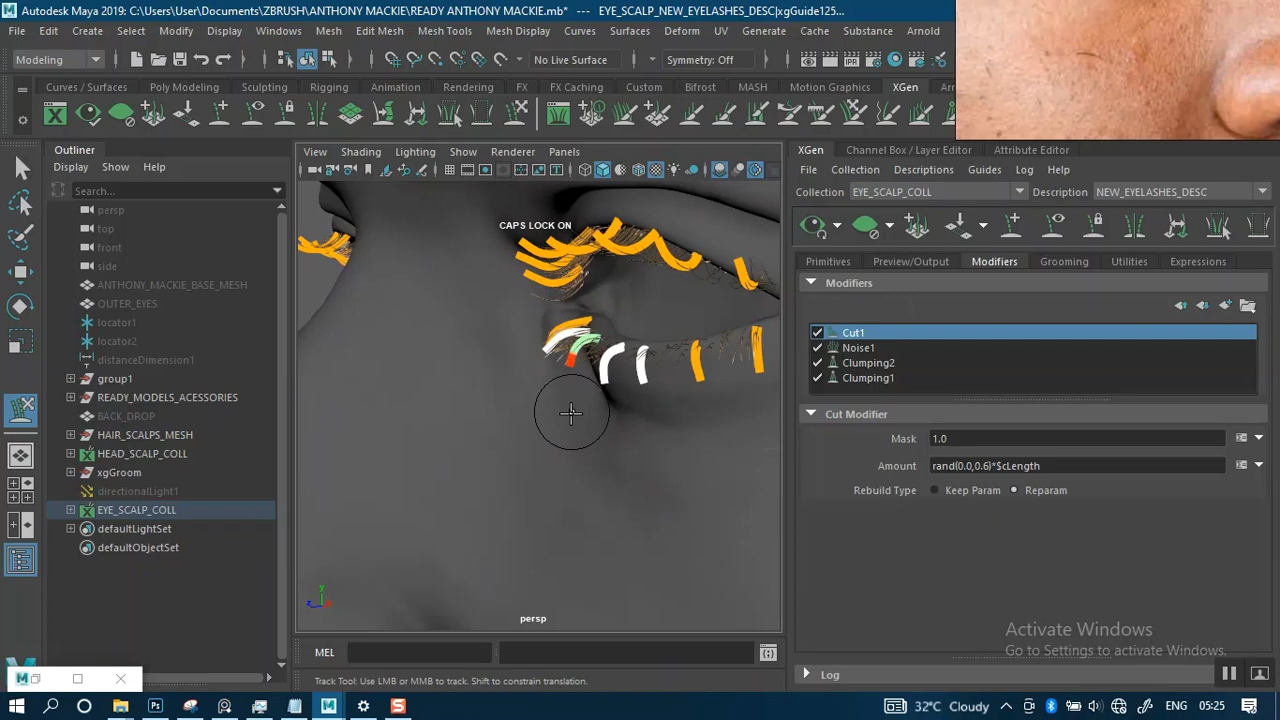 Autodesk Maya 2019: C:\Users\User\Documents\ZBRUSH\ANTHONY MACKIE\READY ANTHONY MACKIE.mb* --- EYE_SCALP_NEW_EYELASHES_DESC|xgGuide125...
File Edit Create Select Modify Display Windows Mesh Edit Mesh Mesh Tools Mesh Display Curves Surfaces Deform UV Generate Cache Substance Arnold
Modeling No Live Surface Symmetry: Off
Curves / Surfaces Poly Modeling Sculpting Rigging Animation Rendering FX FX Caching Custom Bifrost MASH Motion Graphics XGen
Outliner
Display Show Help
Search...
persp
top
front
side
ANTHONY_MACKIE_BASE_MESH
OUTER_EYES
locator1
locator2
distanceDimension1
group1
READY_MODELS_ACESSORIES
BACK_DROP
HAIR_SCALPS_MESH
HEAD_SCALP_COLL
xgGroom
directionalLight1
EYE_SCALP_COLL
defaultLightSet
defaultObjectSet
View Shading Lighting Show Renderer Panels
CAPS LOCK ON
persp
XGen Channel Box / Layer Editor Attribute Editor
File Collection Descriptions Guides Log Help
Collection EYE_SCALP_COLL Description NEW_EYELASHES_DESC
Primitives Preview/Output Modifiers Grooming Utilities Expressions
Modifiers
Cut1
Noise1
Clumping2
Clumping1
Cut Modifier
Mask 1.0
Amount rand(0.0,0.6)*$cLength
Rebuild Type Keep Param Reparam
Activate Windows
Go to Settings to activate Windows.
Log
MEL
Track Tool: Use LMB or MMB to track. Shift to constrain translation.
32°C Cloudy ENG 05:25